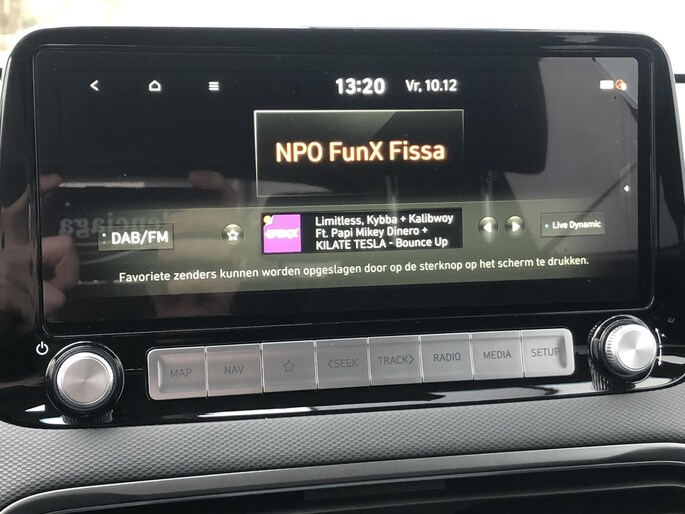 13:20 Vr, 10.12
NPO FunX Fissa
DAB/FM
FUNX
Limitless, Kybba + Kalibwoy
Ft. Papi Mikey Dinero +
KILATE TESLA - Bounce Up
Live Dynamic
Favoriete zenders kunnen worden opgeslagen door op de sterknop op het scherm te drukken.
MAP NAV <SEEK TRACK> RADIO MEDIA SETUP